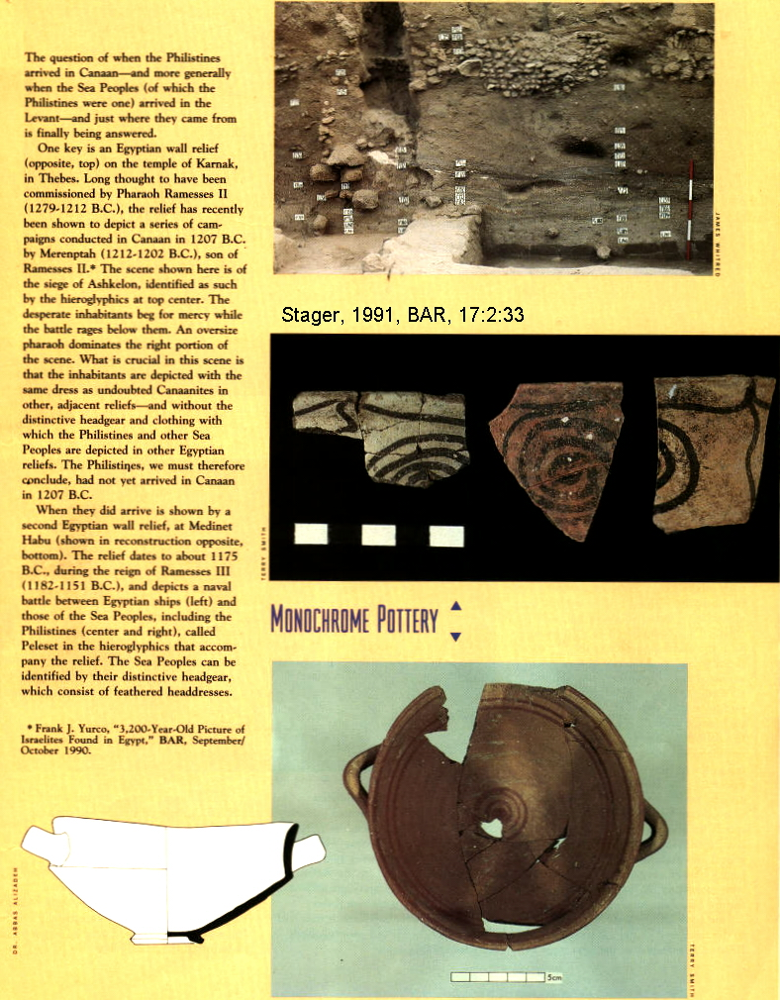 The question of when the Philistines
arrived in Canaan—and more generally
when the Sea Peoples (of which the
Philistines were one) arrived in the
Levant—and just where they came from
is finally being answered.
One key is an Egyptian wall relief
(opposite, top) on the temple of Karnak,
in Thebes. Long thought to have been
commissioned by Pharaoh Ramesses II
(1279-1212 B.C.), the relief has recently
been shown to depict a series of cam-
paigns conducted in Canaan in 1207 B.C.
by Merenptah (1212-1202 B.C.), son of
Ramesses II.* The scene shown here is of
the siege of Ashkelon, identified as such
by the hieroglyphics at top center. The
desperate inhabitants beg for mercy while
the battle rages below them. An oversize
pharaoh dominates the right portion of
the scene. What is crucial in this scene is
that the inhabitants are depicted with the
same dress as undoubted Canaanites in
other, adjacent reliefs—and without the
distinctive headgear and clothing with
which the Philistines and other Sea
Peoples are depicted in other Egyptian
reliefs. The Philistines, we must therefore
conclude, had not yet arrived in Canaan
in 1207 B.C.
When they did arrive is shown by a
second Egyptian wall relief, at Medinet
Habu (shown in reconstruction opposite,
bottom). The relief dates to about 1175
B.C., during the reign of Ramesses III
(1182-1151 B.C.), and depicts a naval
battle between Egyptian ships (left) and
those of the Sea Peoples, including the
Philistines (center and right), called
Peleset in the hieroglyphics that accom-
pany the relief. The Sea Peoples can be
identified by their distinctive headgear,
which consist of feathered headdresses.
* Frank J. Yurco, “3,200-Year-Old Picture of
Israelites Found in Egypt,” BAR, September/
October 1990.
DR. ABBAS ALIZADEH
JAMES WHITRED
Stager, 1991, BAR, 17:2:33
TERRY SMITH
MONOCHROME POTTERY
5cm
TERRY SMITH